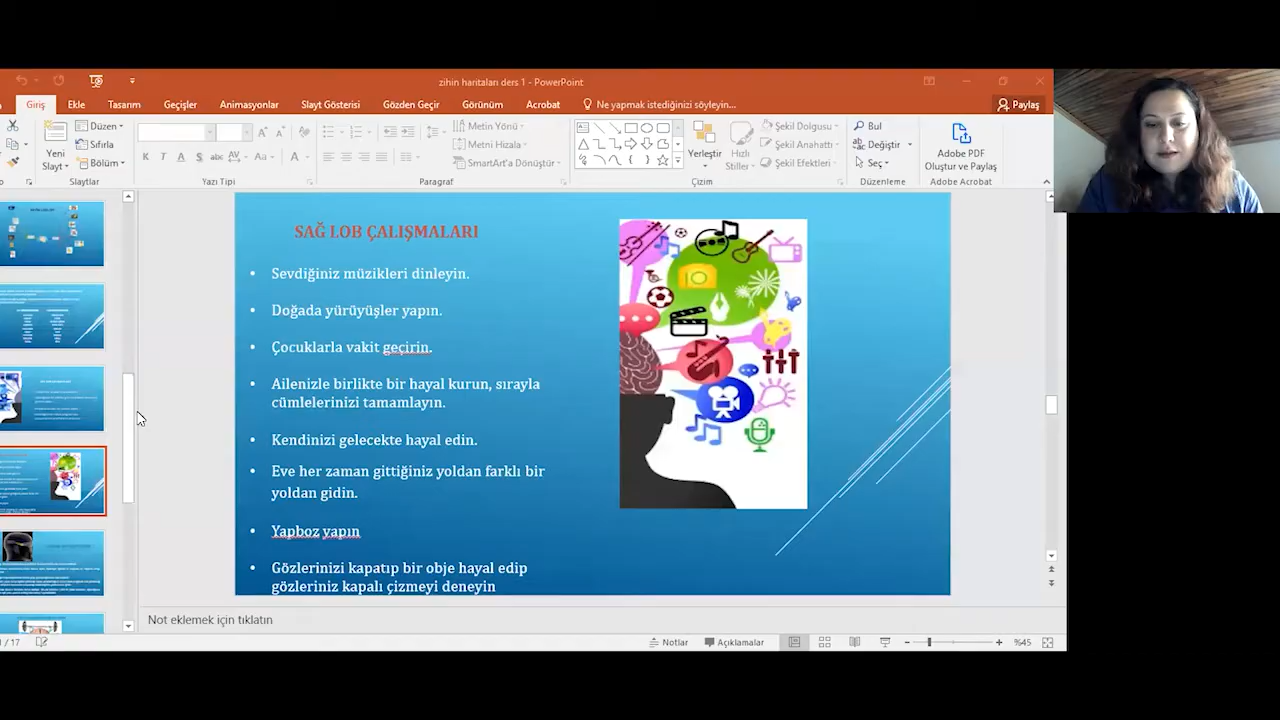 zihin haritaları ders 1 - PowerPoint
Giriş Ekle Tasarım Geçişler Animasyonlar Slayt Gösterisi Gözden Geçir Görünüm Acrobat Ne yapmak istediğinizi söyleyin... Paylaş
Yeni
Slayt
Düzen
Sıfırla
Bölüm
Slaytlar
K T A S abc AV Aa A
Yazı Tipi
Metin Yönü
Metni Hizala
SmartArt'a Dönüştür
Paragraf
Yerleştir
Hızlı
Stiller
Şekil Dolgusu
Şekil Anahattı
Şekil Efektleri
Çizim
Bul
Değiştir
Seç
Düzenleme
Adobe PDF
Oluştur ve Paylaş
Adobe Acrobat
SAĞ LOB ÇALIŞMALARI
• Sevdiğiniz müzikleri dinleyin.
• Doğada yürüyüşler yapın.
• Çocuklarla vakit geçirin.
• Ailenizle birlikte bir hayal kurun, sırayla
cümlelerinizi tamamlayın.
• Kendinizi gelecekte hayal edin.
• Eve her zaman gittiğiniz yoldan farklı bir
yoldan gidin.
• Yapboz yapın
• Gözlerinizi kapatıp bir obje hayal edip
gözleriniz kapalı çizmeyi deneyin
Not eklemek için tıklatın
/ 17
Notlar Açıklamalar %45